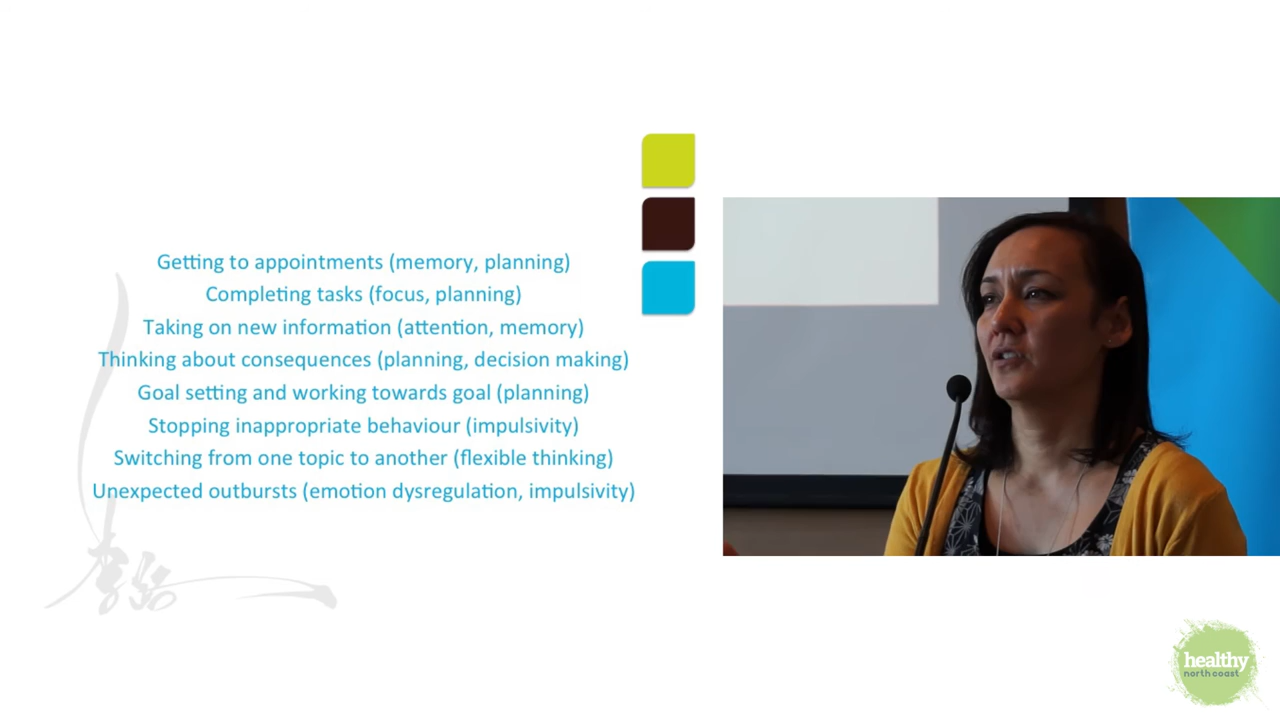 Getting to appointments (memory, planning)
Completing tasks (focus, planning)
Taking on new information (attention, memory)
Thinking about consequences (planning, decision making)
Goal setting and working towards goal (planning)
Stopping inappropriate behaviour (impulsivity)
Switching from one topic to another (flexible thinking)
Unexpected outbursts (emotion dysregulation, impulsivity)
healthy
north coast